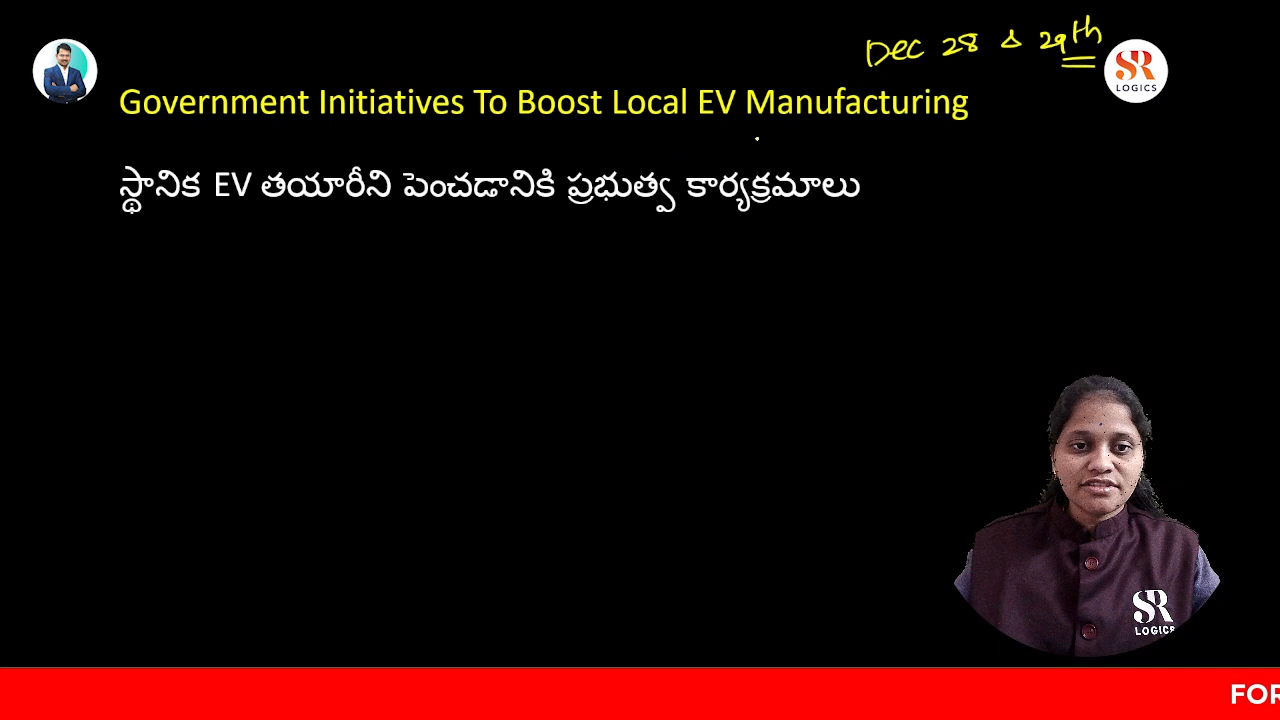 Dec 28 & 29th
SR
LOGICS
Government Initiatives To Boost Local EV Manufacturing
స్థానిక EV తయారీని పెంచడానికి ప్రభుత్వ కార్యక్రమాలు
SR
LOGICS
FOR